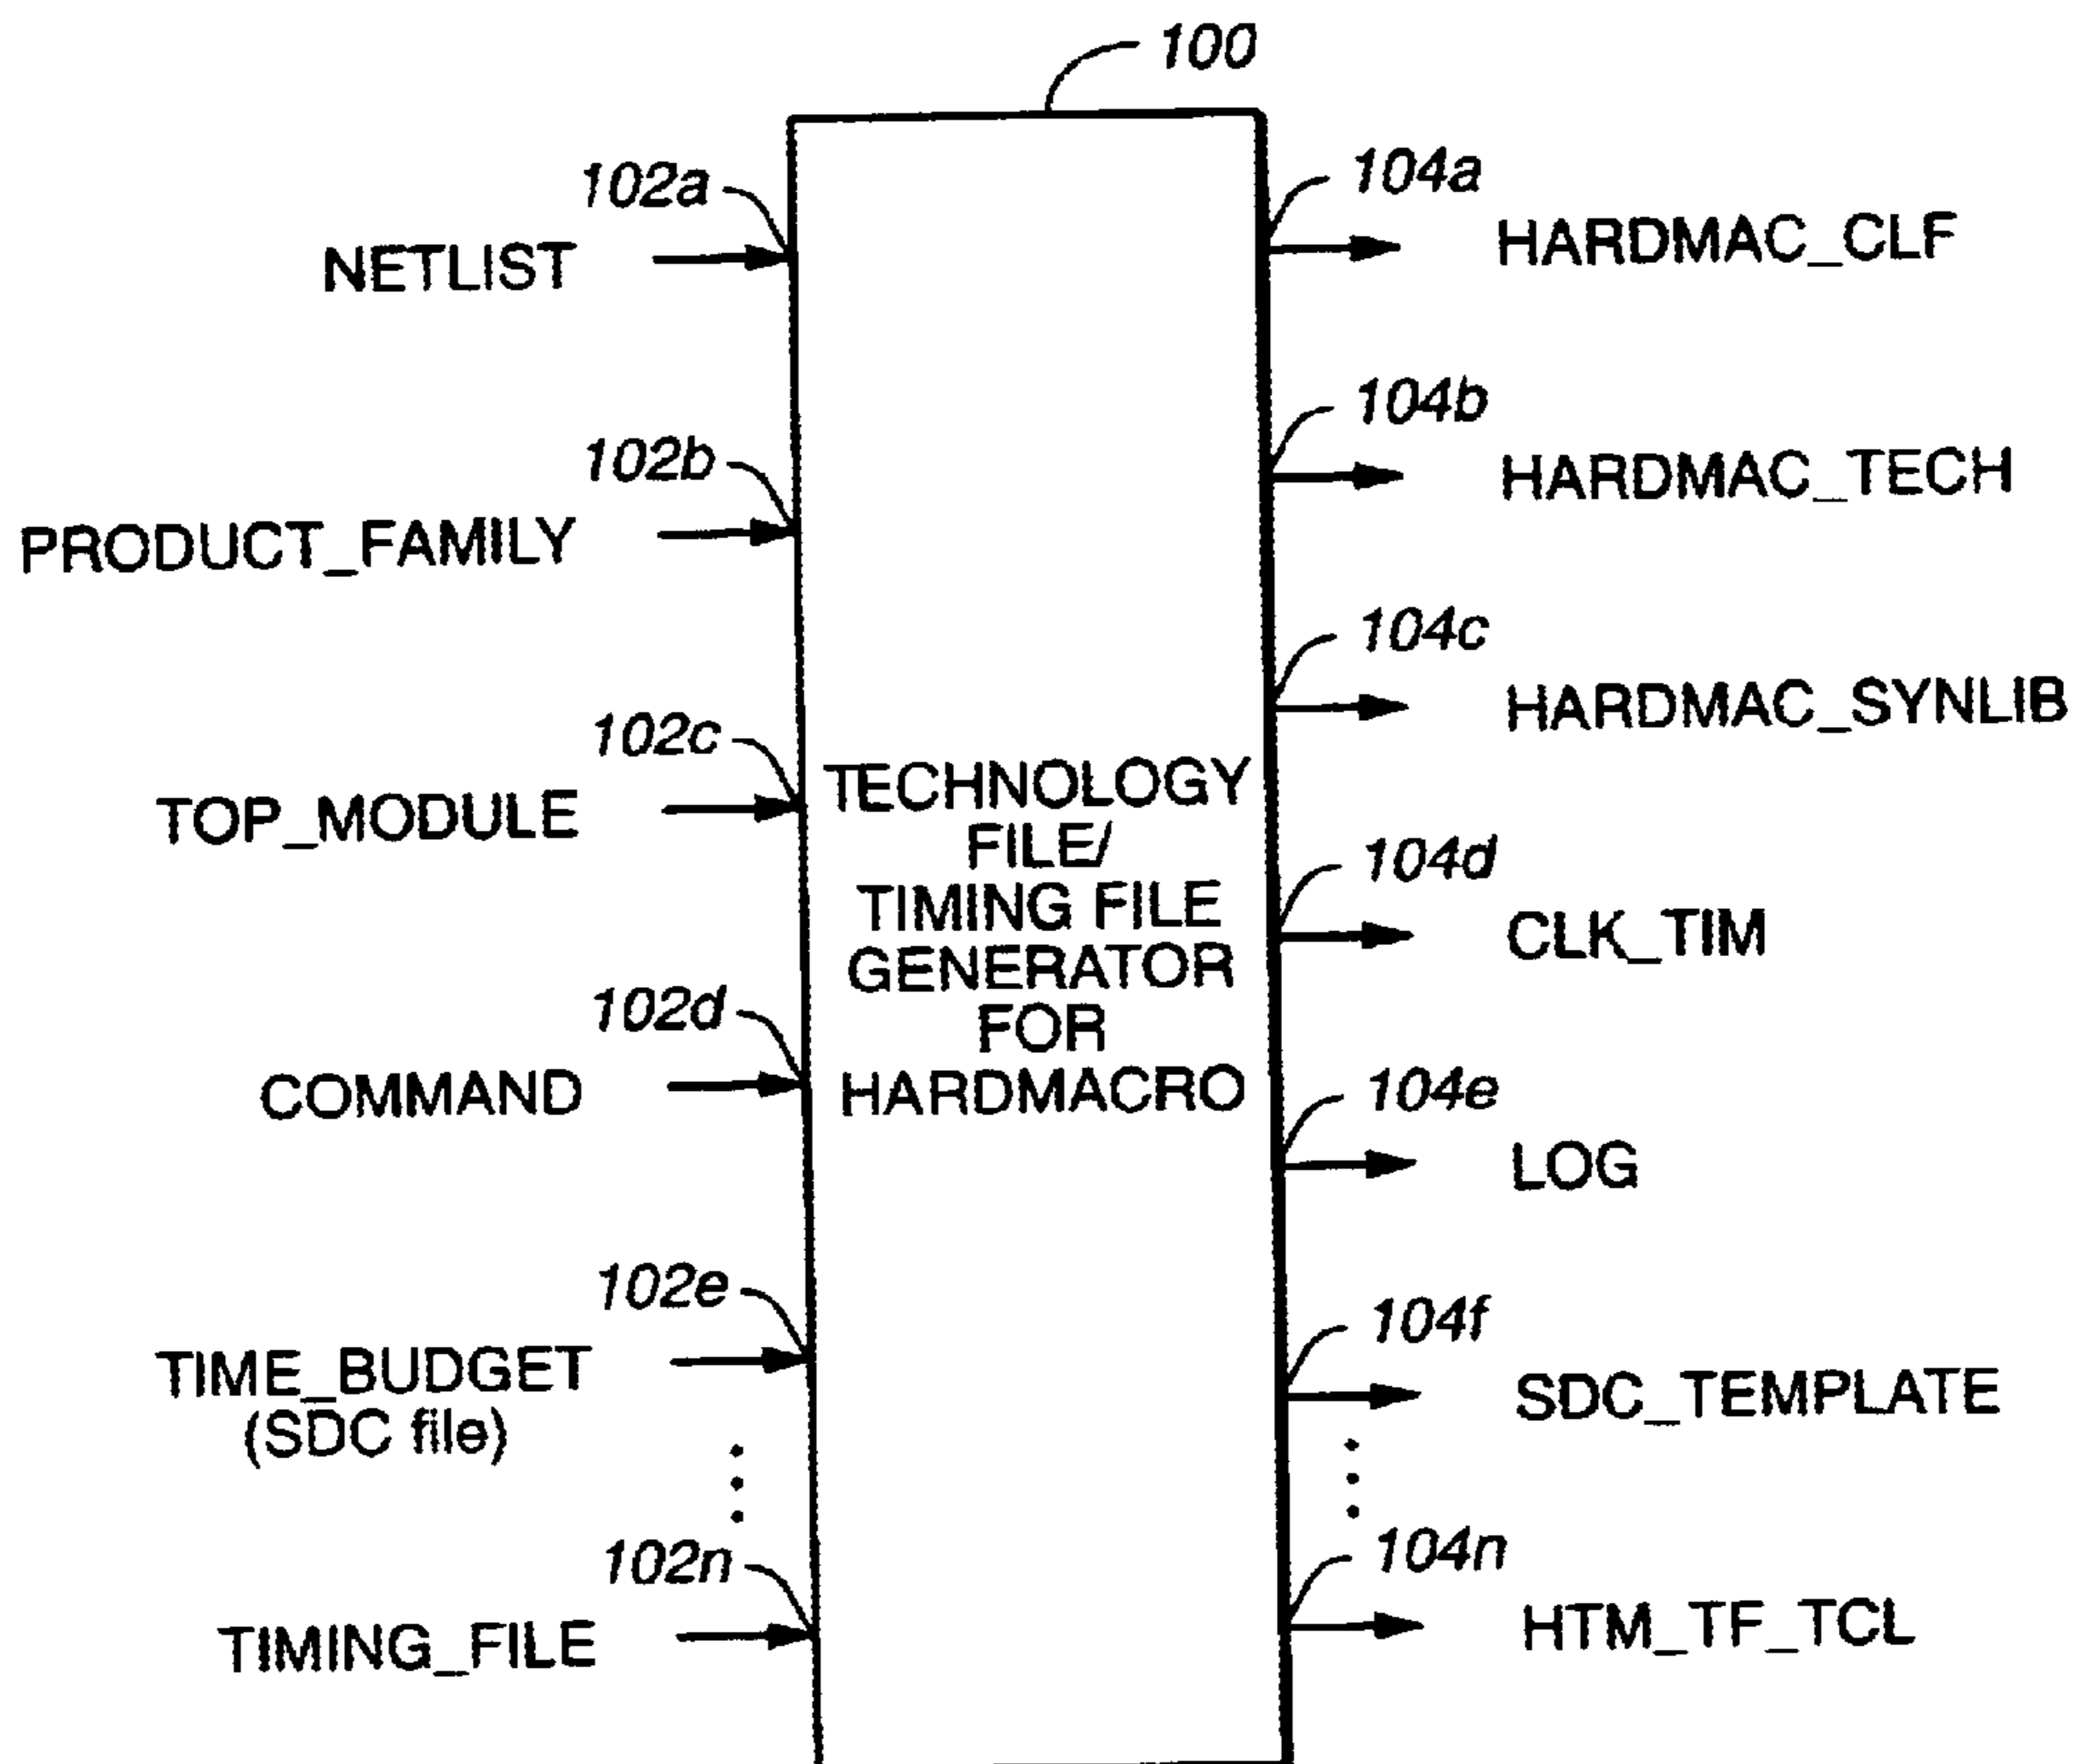 100
102a
NETLIST
102b
PRODUCT_FAMILY
102c
TOP_MODULE
102d
COMMAND
102e
TIME_BUDGET
(SDC file)
102n
TIMING_FILE
TECHNOLOGY
FILE/
TIMING FILE
GENERATOR
FOR
HARDMACRO
104a
HARDMAC_CLF
104b
HARDMAC_TECH
104c
HARDMAC_SYNLIB
104d
CLK_TIM
104e
LOG
104f
SDC_TEMPLATE
104n
HTM_TF_TCL